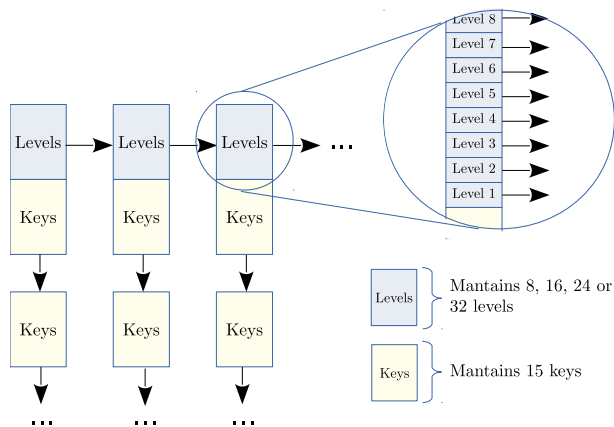 Level 8
Level 7
Level 6
Level 5
Level 4
Level 3
Level 2
Level 1
Levels Levels Levels ...
Keys Keys Keys
Keys Keys Keys
... ... ...
Levels
Mantains 8, 16, 24 or
32 levels
Keys
Mantains 15 keys